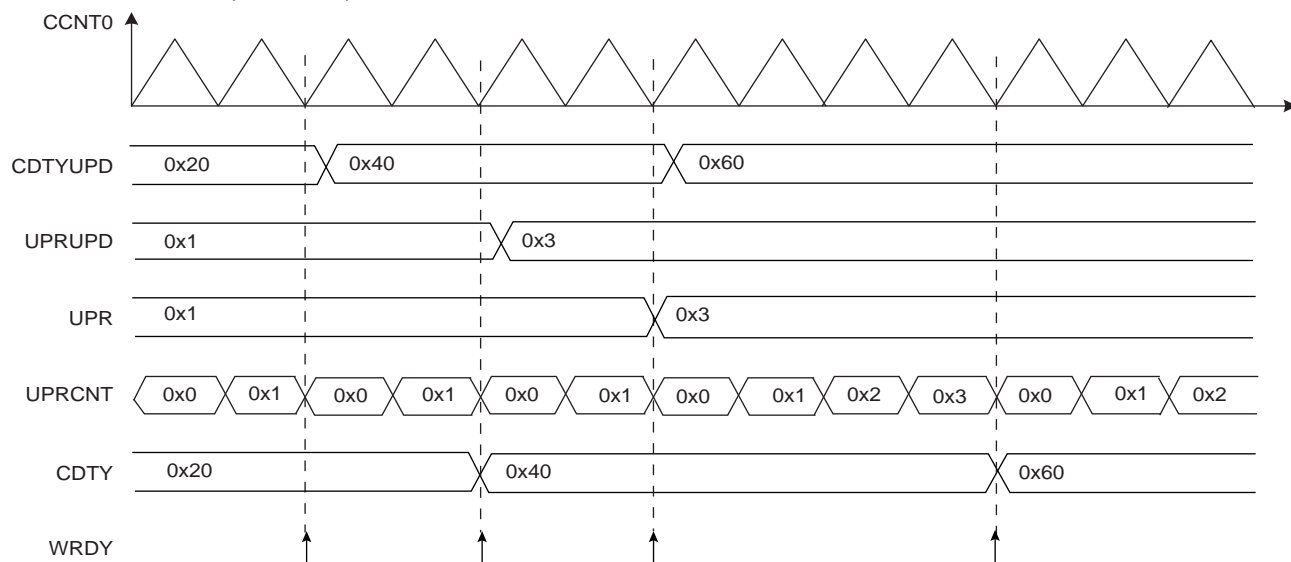 CCNT0
CDTYUPD 0x20 0x40 0x60
UPRUPD 0x1 0x3
UPR 0x1 0x3
UPRCNT 0x0 0x1 0x0 0x1 0x0 0x1 0x0 0x1 0x2 0x3 0x0 0x1 0x2
CDTY 0x20 0x40 0x60
WRDY